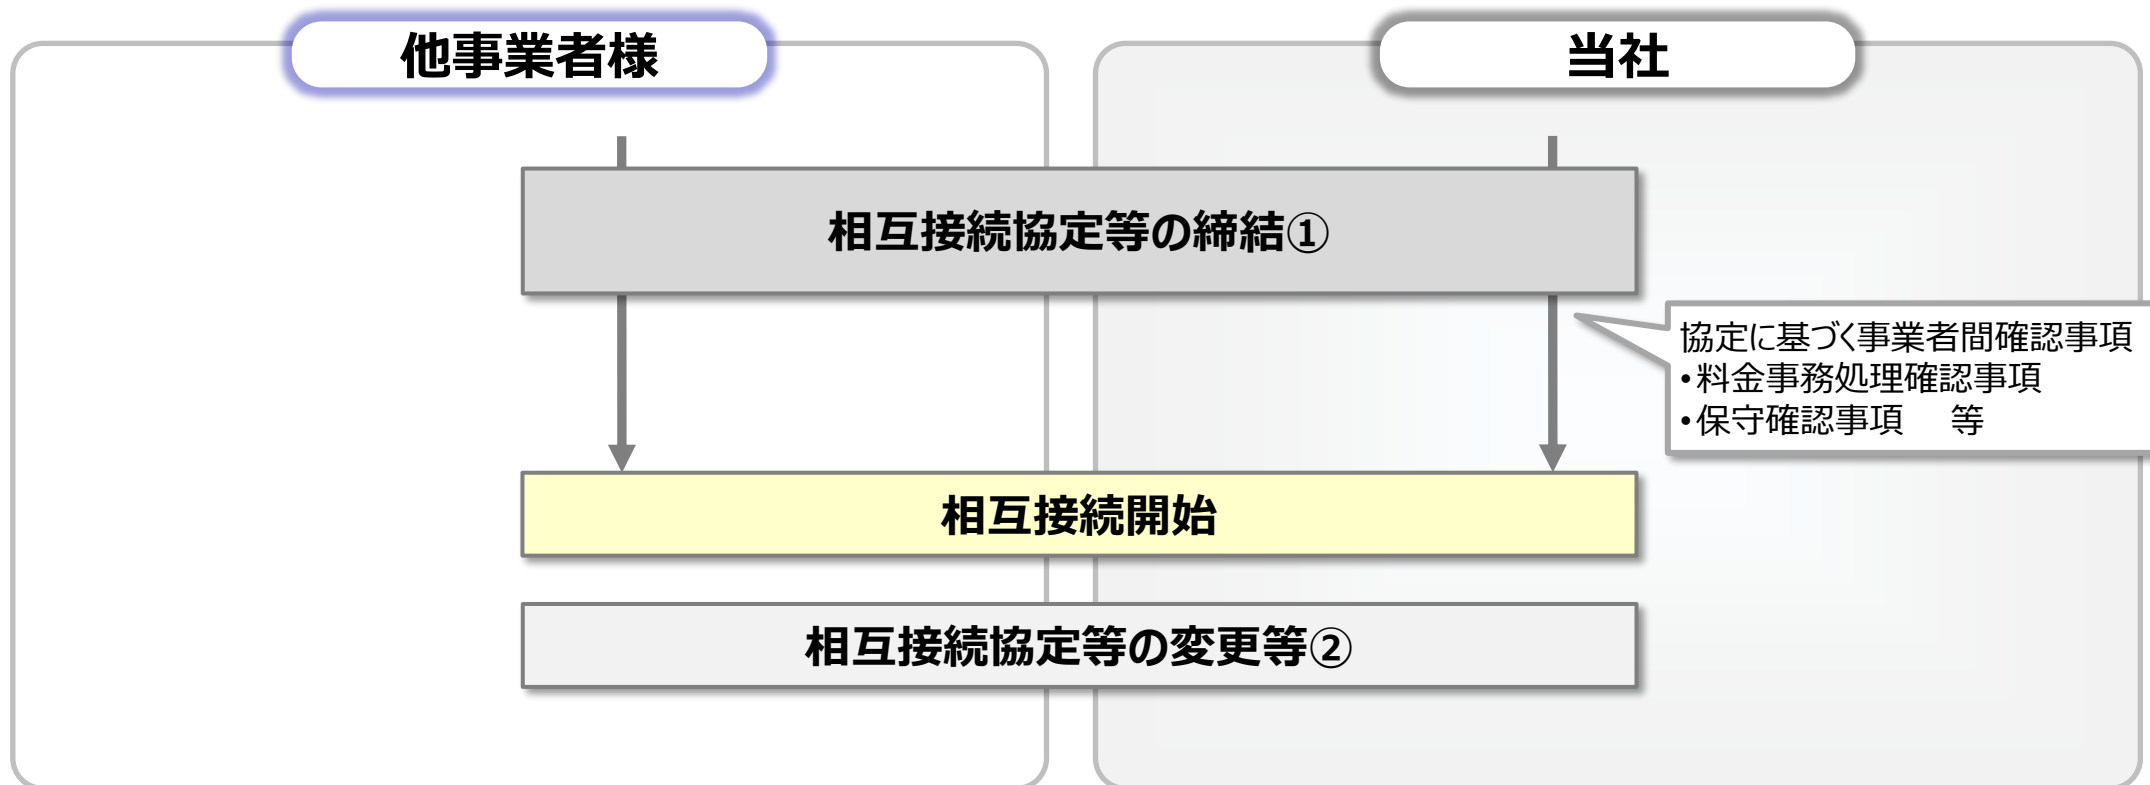 他事業者様
当社
相互接続協定等の締結①
協定に基づく事業者間確認事項
・料金事務処理確認事項
・保守確認事項　等
相互接続開始
相互接続協定等の変更等②